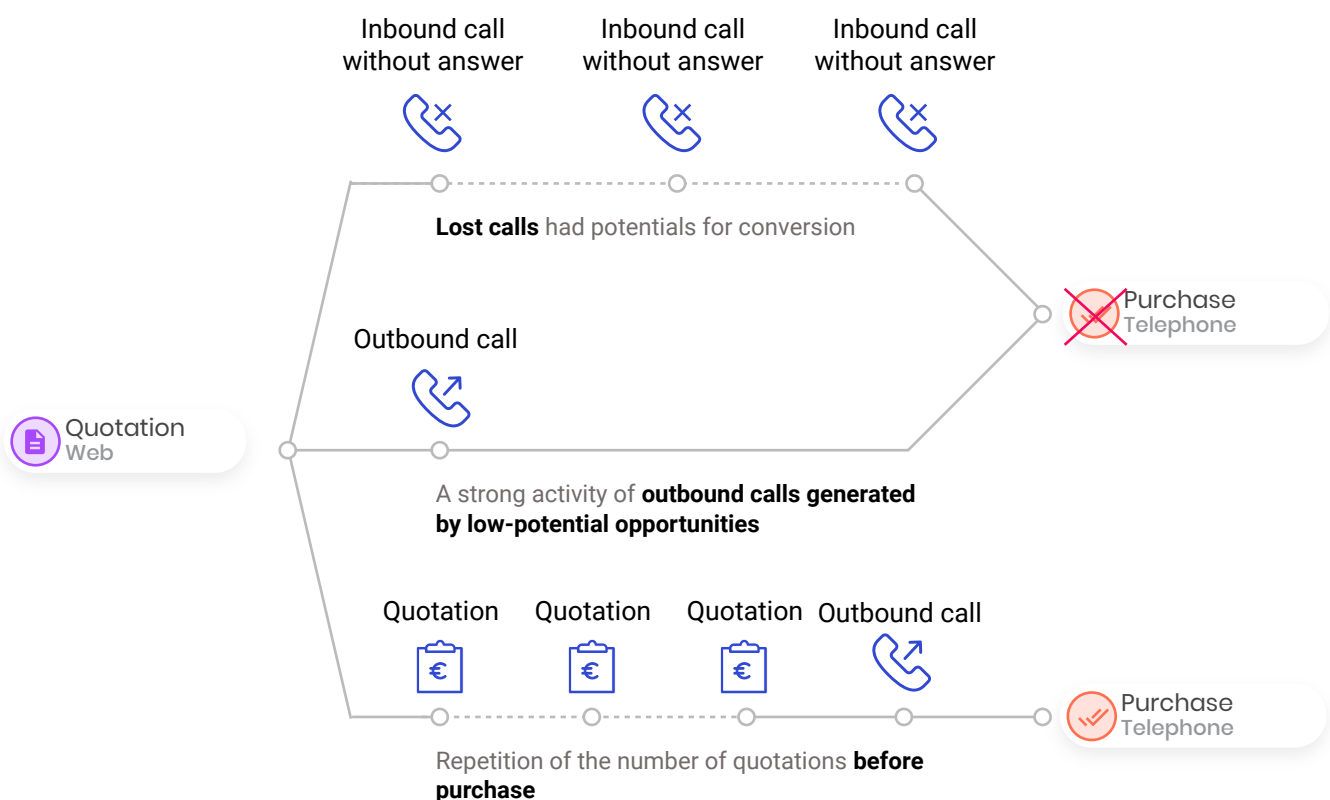 Inbound call
without answer
Inbound call
without answer
Inbound call
without answer
Lost calls had potentials for conversion
Purchase
Telephone
Outbound call
Quotation
Web
A strong activity of outbound calls generated
by low-potential opportunities
Quotation
Quotation
Quotation
Outbound call
€
€
€
Purchase
Telephone
Repetition of the number of quotations before
purchase